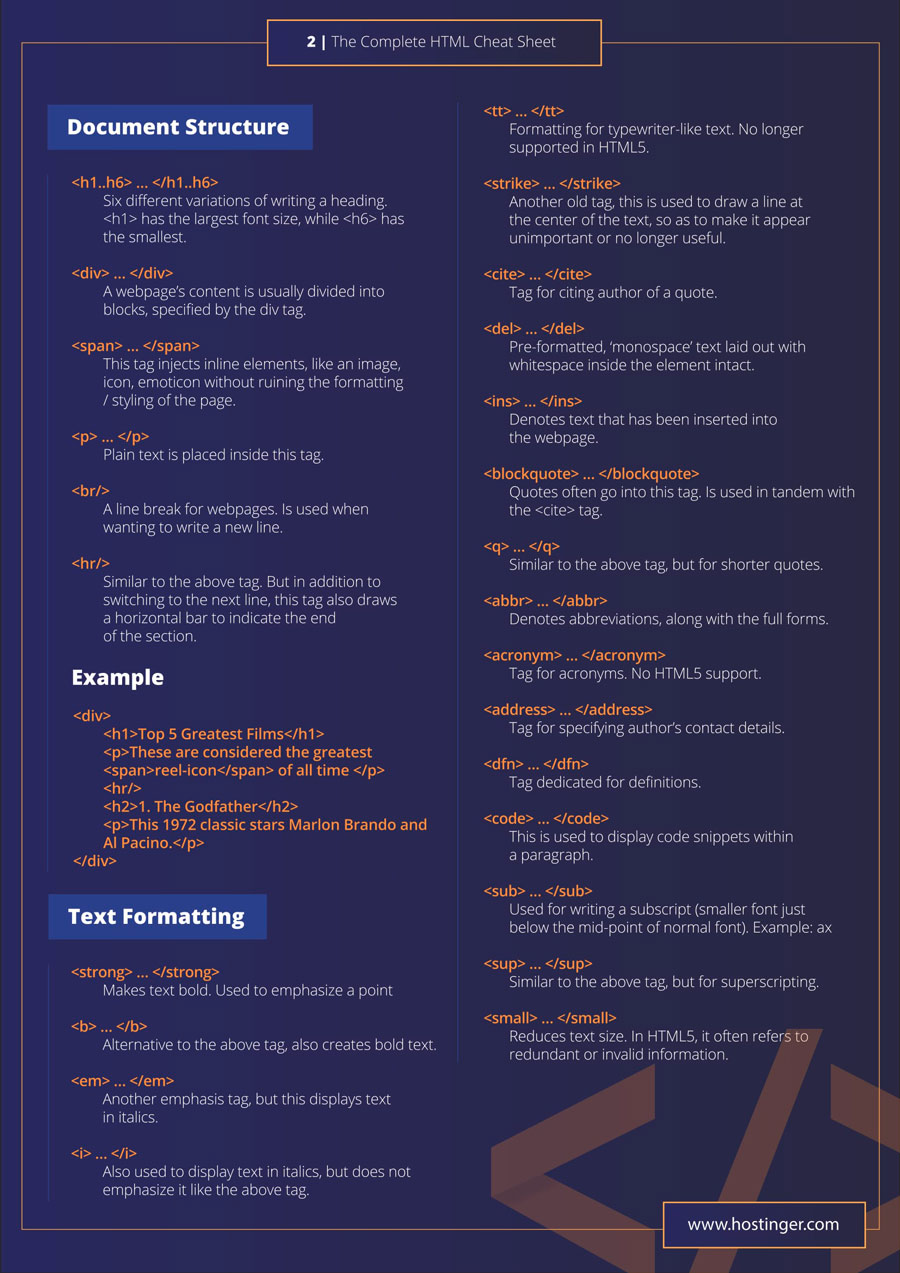 2 | The Complete HTML Cheat Sheet
Document Structure
<h1..h6> ... </h1..h6>
Six different variations of writing a heading.
<h1> has the largest font size, while <h6> has
the smallest.
<div> ... </div>
A webpage’s content is usually divided into
blocks, specified by the div tag.
<span> ... </span>
This tag injects inline elements, like an image,
icon, emoticon without ruining the formatting
/ styling of the page.
<p> ... </p>
Plain text is placed inside this tag.
<br/>
A line break for webpages. Is used when
wanting to write a new line.
<hr/>
Similar to the above tag. But in addition to
switching to the next line, this tag also draws
a horizontal bar to indicate the end
of the section.
Example
<div>
<h1>Top 5 Greatest Films</h1>
<p>These are considered the greatest
<span>reel-icon</span> of all time </p>
<hr/>
<h2>1. The Godfather</h2>
<p>This 1972 classic stars Marlon Brando and
Al Pacino.</p>
</div>
Text Formatting
<strong> ... </strong>
Makes text bold. Used to emphasize a point
<b> ... </b>
Alternative to the above tag, also creates bold text.
<em> ... </em>
Another emphasis tag, but this displays text
in italics.
<i> ... </i>
Also used to display text in italics, but does not
emphasize it like the above tag.
<tt> ... </tt>
Formatting for typewriter-like text. No longer
supported in HTML5.
<strike> ... </strike>
Another old tag, this is used to draw a line at
the center of the text, so as to make it appear
unimportant or no longer useful.
<cite> ... </cite>
Tag for citing author of a quote.
<del> ... </del>
Pre-formatted, ‘monospace’ text laid out with
whitespace inside the element intact.
<ins> ... </ins>
Denotes text that has been inserted into
the webpage.
<blockquote> ... </blockquote>
Quotes often go into this tag. Is used in tandem with
the <cite> tag.
<q> ... </q>
Similar to the above tag, but for shorter quotes.
<abbr> ... </abbr>
Denotes abbreviations, along with the full forms.
<acronym> ... </acronym>
Tag for acronyms. No HTML5 support.
<address> ... </address>
Tag for specifying author’s contact details.
<dfn> ... </dfn>
Tag dedicated for definitions.
<code> ... </code>
This is used to display code snippets within
a paragraph.
<sub> ... </sub>
Used for writing a subscript (smaller font just
below the mid-point of normal font). Example: ax
<sup> ... </sup>
Similar to the above tag, but for superscripting.
<small> ... </small>
Reduces text size. In HTML5, it often refers to
redundant or invalid information.
www.hostinger.com